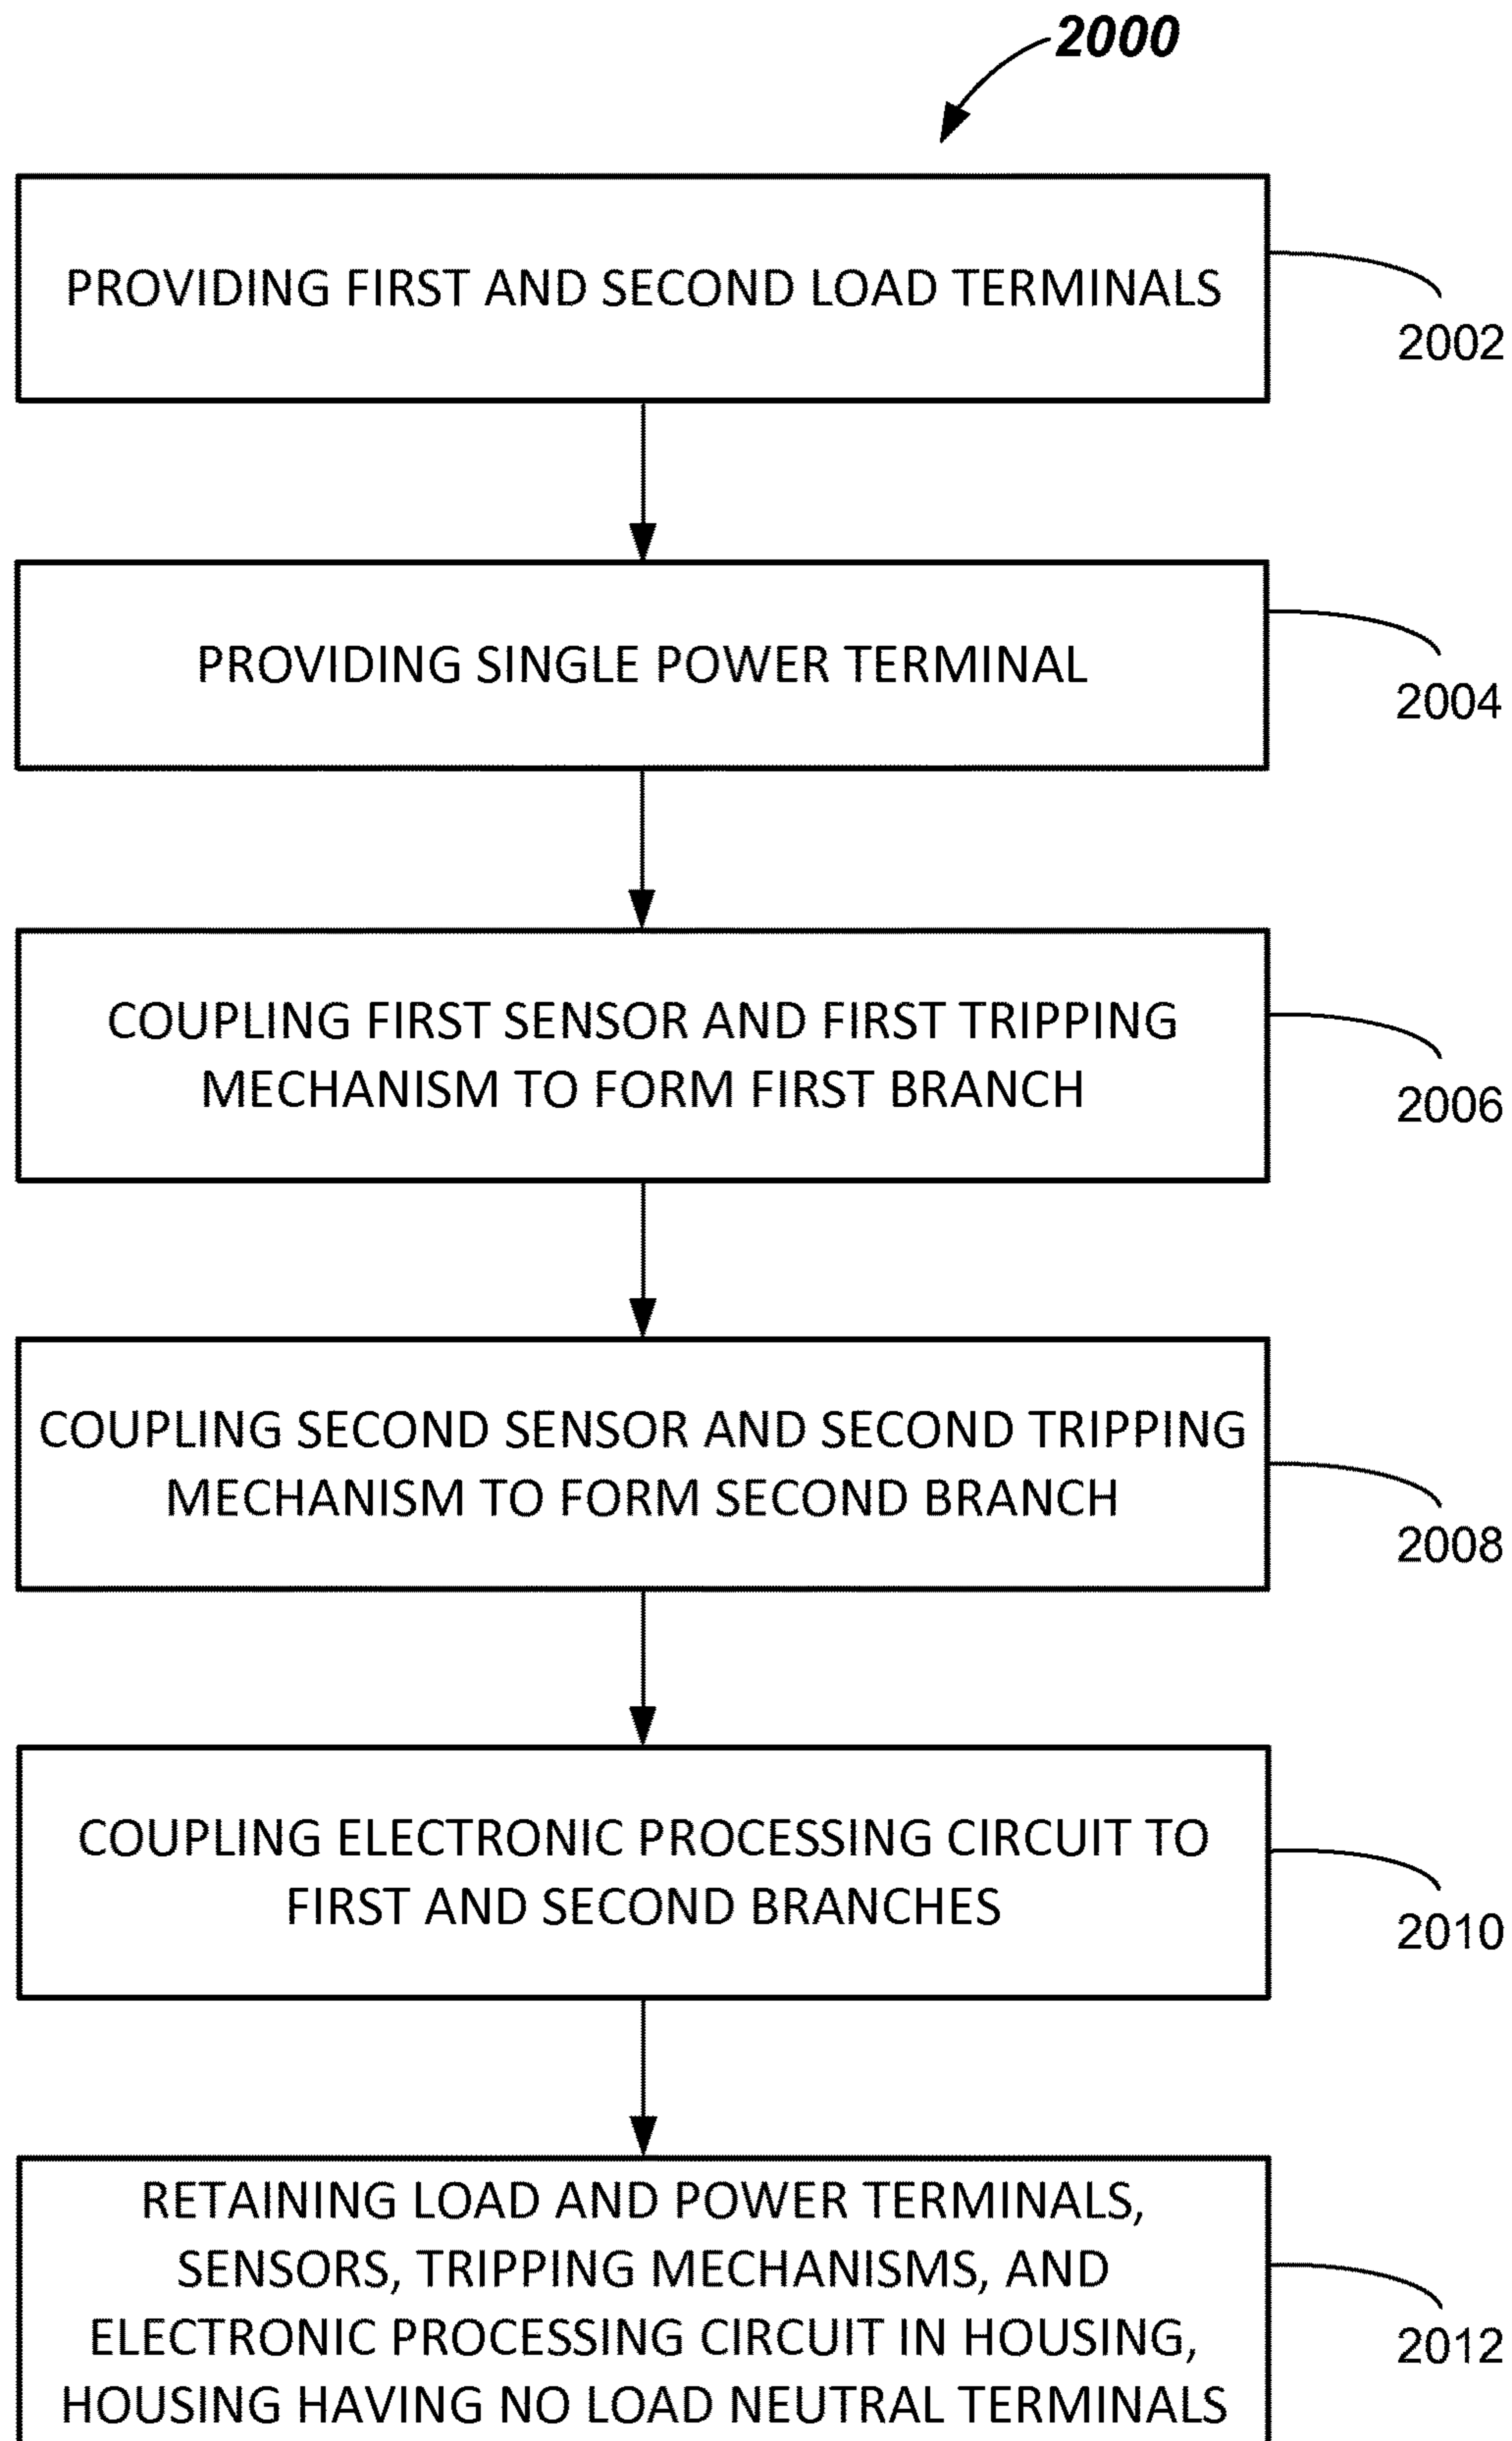 2000
PROVIDING FIRST AND SECOND LOAD TERMINALS
2002
PROVIDING SINGLE POWER TERMINAL
2004
COUPLING FIRST SENSOR AND FIRST TRIPPING
MECHANISM TO FORM FIRST BRANCH
2006
COUPLING SECOND SENSOR AND SECOND TRIPPING
MECHANISM TO FORM SECOND BRANCH
2008
COUPLING ELECTRONIC PROCESSING CIRCUIT TO
FIRST AND SECOND BRANCHES
2010
RETAINING LOAD AND POWER TERMINALS,
SENSORS, TRIPPING MECHANISMS, AND
ELECTRONIC PROCESSING CIRCUIT IN HOUSING,
HOUSING HAVING NO LOAD NEUTRAL TERMINALS
2012